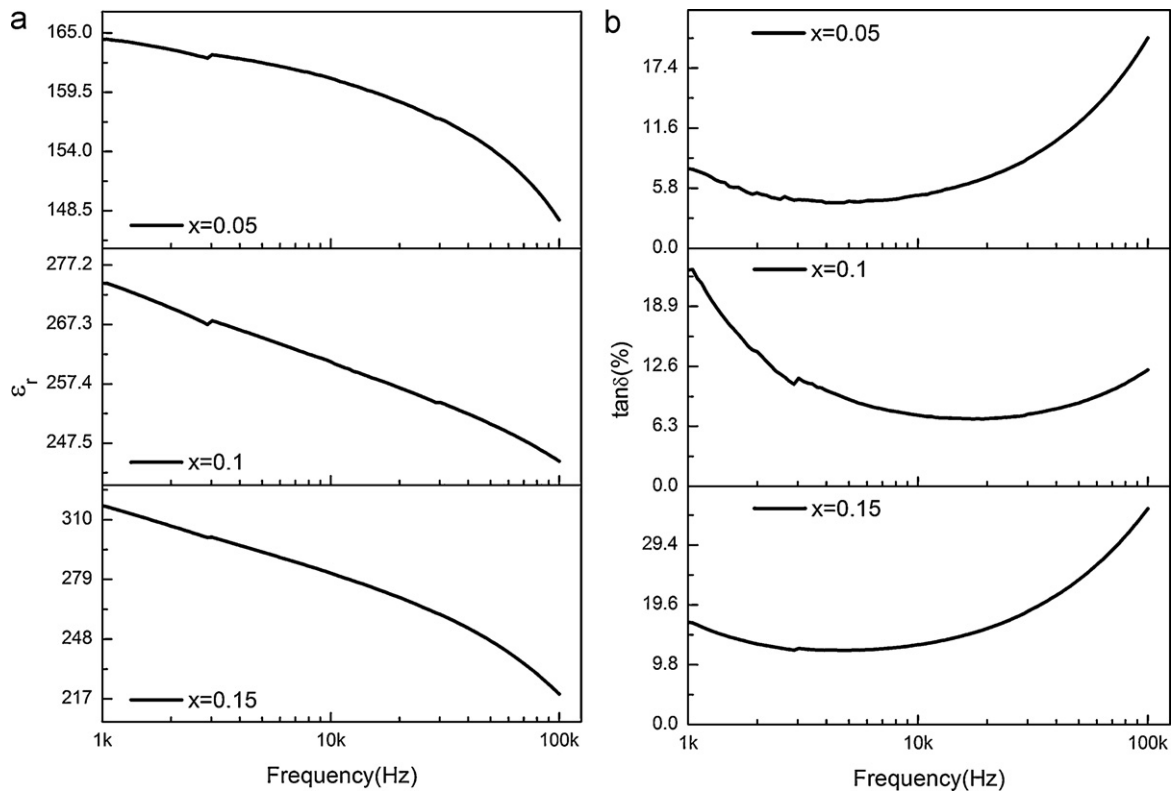 a
165.0
159.5
154.0
148.5
x=0.05
277.2
267.3
257.4
247.5
x=0.1
310
279
248
217
x=0.15
εr
1k
10k
100k
Frequency(Hz)
b
x=0.05
17.4
11.6
5.8
0.0
x=0.1
18.9
12.6
6.3
0.0
x=0.15
29.4
19.6
9.8
0.0
tanδ(%)
1k
10k
100k
Frequency(Hz)